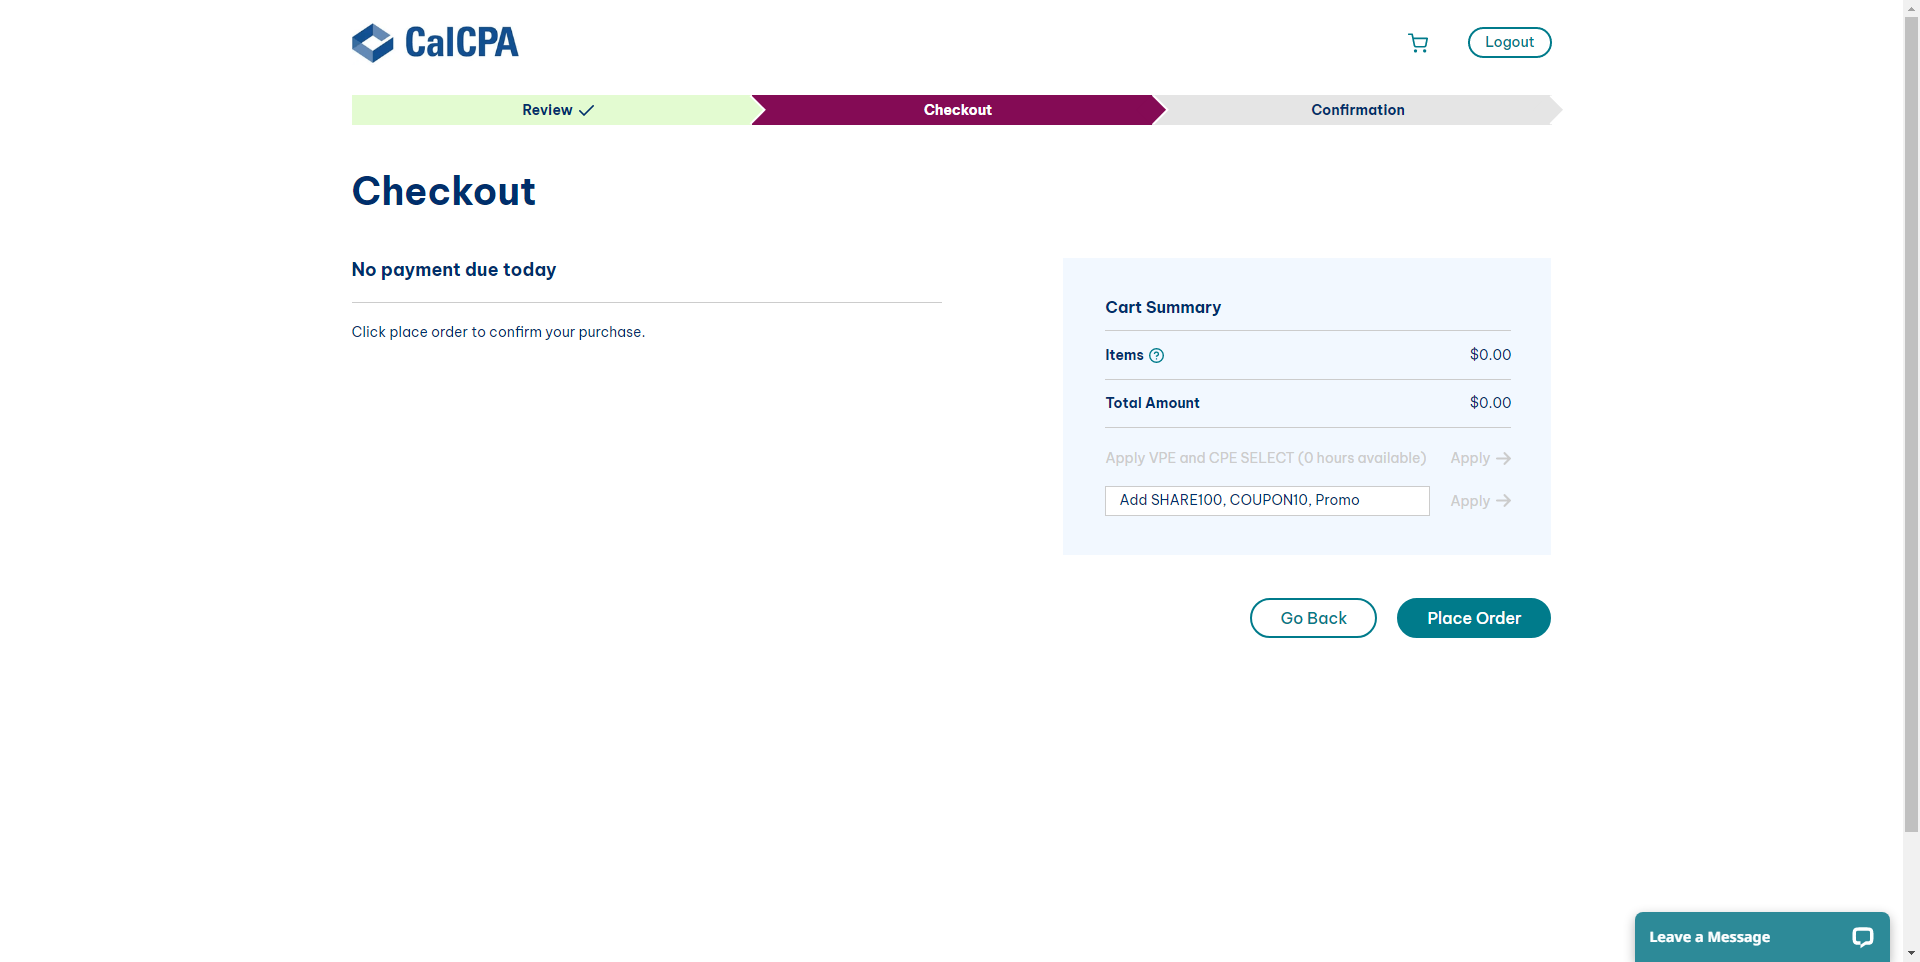 CalCPA
Logout
Review
Checkout
Confirmation
Checkout
No payment due today
Click place order to confirm your purchase.
Cart Summary
Items ? $0.00
Total Amount $0.00
Apply VPE and CPE SELECT (0 hours available) Apply
Add SHARE100, COUPON10, Promo Apply
Go Back
Place Order
Leave a Message